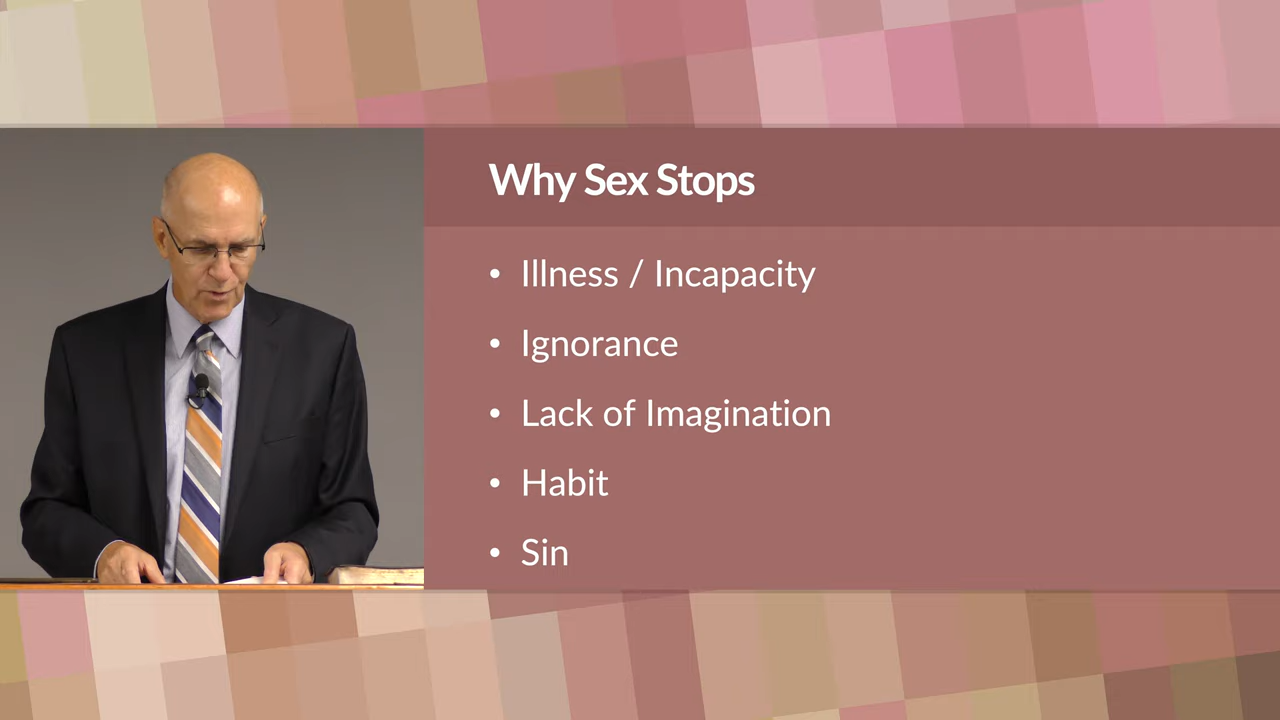 Why Sex Stops
• Illness / Incapacity
• Ignorance
• Lack of Imagination
• Habit
• Sin